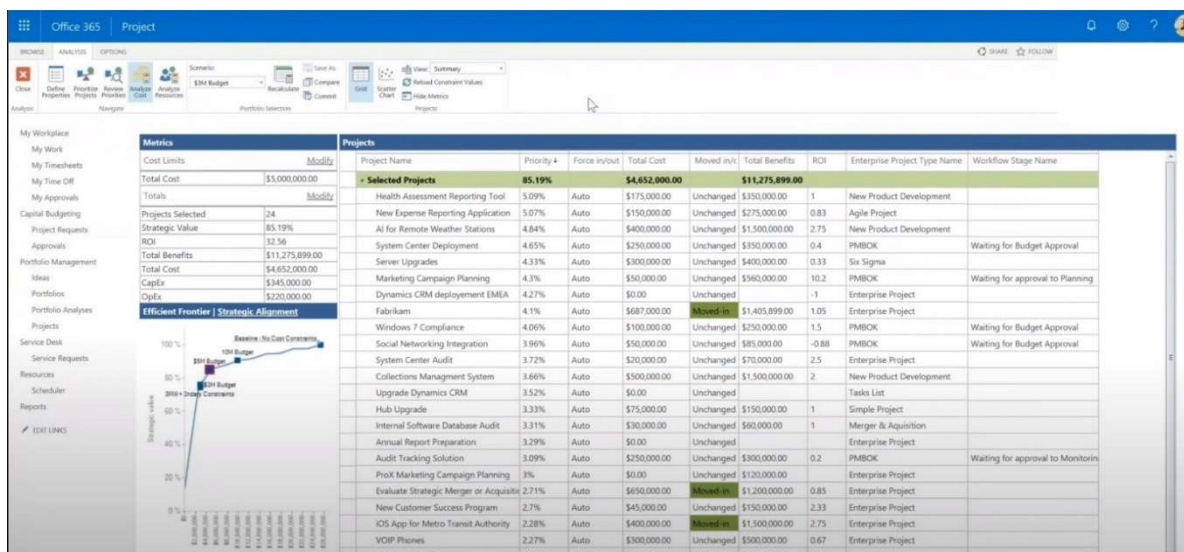 Office 365 Project
BROWSE ANALYSIS OPTIONS
SHARE FOLLOW
Close
Define Properties
Prioritize Projects
Review Priorities
Analyze Cost
Analyze Resources
Scenario:
$3M Budget
Recalculate
Save As
Compare
Commit
Grid
Scatter Chart
View: Summary
Reload Constraint Values
Hide Metrics
Analysis Navigate Portfolio Selection Projects
My Workplace
My Work
My Timesheets
My Time Off
My Approvals
Capital Budgeting
Project Requests
Approvals
Portfolio Management
Ideas
Portfolios
Portfolio Analyses
Projects
Service Desk
Service Requests
Resources
Scheduler
Reports
EDIT LINKS
Metrics
Cost Limits Modify
Total Cost $5,000,000.00
Totals Modify
Projects Selected 24
Strategic Value 85.19%
ROI 32.56
Total Benefits $11,275,899.00
Total Cost $4,652,000.00
CapEx $345,000.00
OpEx $220,000.00
Efficient Frontier | Strategic Alignment
Baseline - No Cost Constraints
10M Budget
$5M Budget
$3M Budget
Strategic value
100 %
80 %
60 %
40 %
20 %
0 %
Projects
Project Name Priority Force in/out Total Cost Moved in/c Total Benefits ROI Enterprise Project Type Name Workflow Stage Name
Selected Projects 85.19% $4,652,000.00 $11,275,899.00
Health Assessment Reporting Tool 5.09% Auto $175,000.00 Unchanged $350,000.00 1 New Product Development
New Expense Reporting Application 5.07% Auto $150,000.00 Unchanged $275,000.00 0.83 Agile Project
AI for Remote Weather Stations 4.84% Auto $400,000.00 Unchanged $1,500,000.00 2.75 New Product Development
System Center Deployment 4.65% Auto $250,000.00 Unchanged $350,000.00 0.4 PMBOK Waiting for Budget Approval
Server Upgrades 4.33% Auto $300,000.00 Unchanged $400,000.00 0.33 Six Sigma
Marketing Campaign Planning 4.3% Auto $50,000.00 Unchanged $560,000.00 10.2 PMBOK Waiting for approval to Planning
Dynamics CRM deployement EMEA 4.27% Auto $0.00 Unchanged -1 Enterprise Project
Fabrikam 4.1% Auto $687,000.00 Moved-in $1,405,899.00 1.05 Enterprise Project
Windows 7 Compliance 4.06% Auto $100,000.00 Unchanged $250,000.00 1.5 PMBOK Waiting for Budget Approval
Social Networking Integration 3.96% Auto $50,000.00 Unchanged $85,000.00 -0.88 PMBOK Waiting for Budget Approval
System Center Audit 3.72% Auto $20,000.00 Unchanged $70,000.00 2.5 Enterprise Project
Collections Managment System 3.66% Auto $500,000.00 Unchanged $1,500,000.00 2 New Product Development
Upgrade Dynamics CRM 3.52% Auto $0.00 Unchanged Tasks List
Hub Upgrade 3.33% Auto $75,000.00 Unchanged $150,000.00 1 Simple Project
Internal Software Database Audit 3.31% Auto $30,000.00 Unchanged $60,000.00 1 Merger & Aquisition
Annual Report Preparation 3.29% Auto $0.00 Unchanged Enterprise Project
Audit Tracking Solution 3.09% Auto $250,000.00 Unchanged $300,000.00 0.2 PMBOK Waiting for approval to Monitorin
ProX Marketing Campaign Planning 3% Auto $0.00 Unchanged $120,000.00 Enterprise Project
Evaluate Strategic Merger or Acquisitic 2.71% Auto $650,000.00 Moved-in $1,200,000.00 0.85 Enterprise Project
New Customer Success Program 2.7% Auto $45,000.00 Unchanged $150,000.00 2.33 Enterprise Project
iOS App for Metro Transit Authority 2.28% Auto $400,000.00 Moved-in $1,500,000.00 2.75 Enterprise Project
VOIP Phones 2.27% Auto $300,000.00 Unchanged $500,000.00 0.67 Enterprise Project